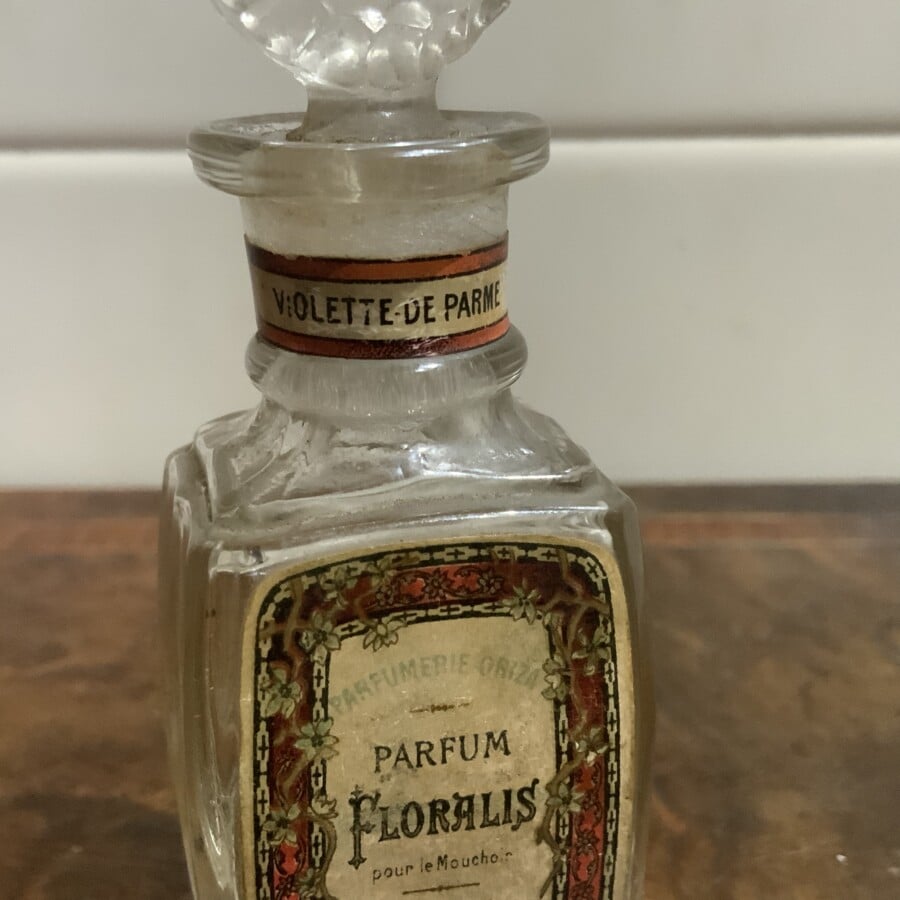 VIOLETTE-DE PARME
PARFUMERIE ORIZA
PARFUM
FLORALIS
pour le Mouchoir